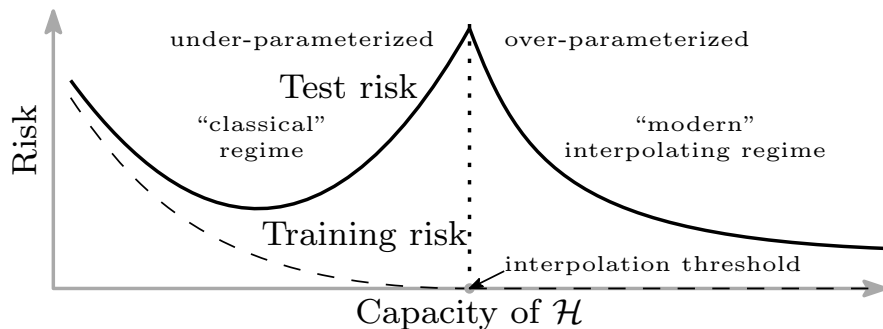 under-parameterized
over-parameterized
Test risk
“classical”
regime
“modern”
interpolating regime
Risk
Training risk
interpolation threshold
Capacity of ℋ